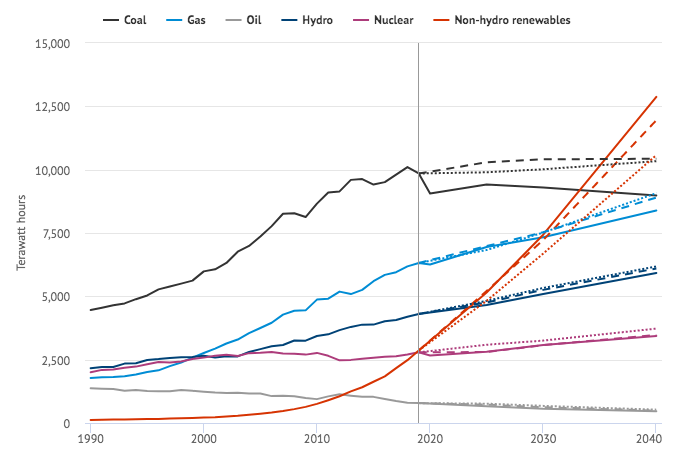 Coal Gas Oil Hydro Nuclear Non-hydro renewables
15,000
12,500
10,000
7,500
5,000
2,500
0
Terawatt hours
1990 2000 2010 2020 2030 2040